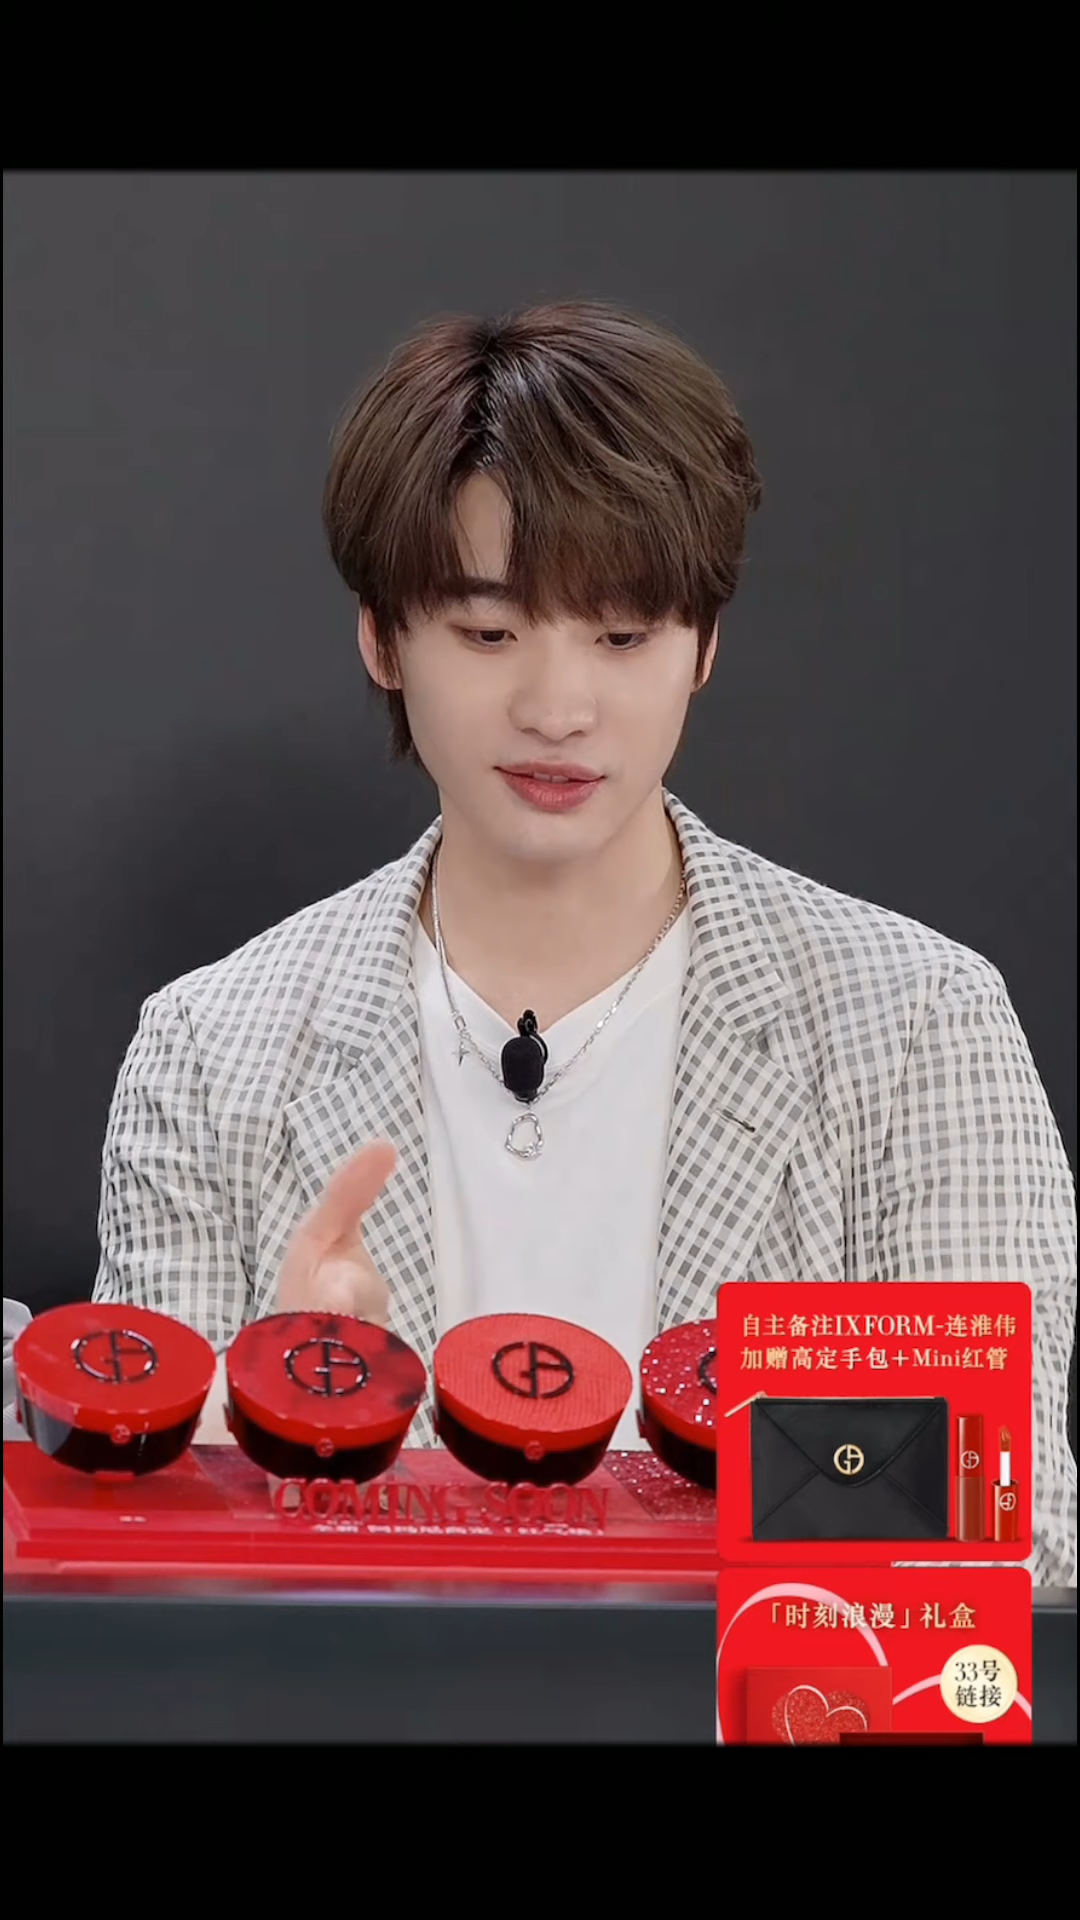 自主备注IXFORM-连淮伟
加赠高定手包+Mini红管
COMING SOON
「时刻浪漫」礼盒
33号
链接